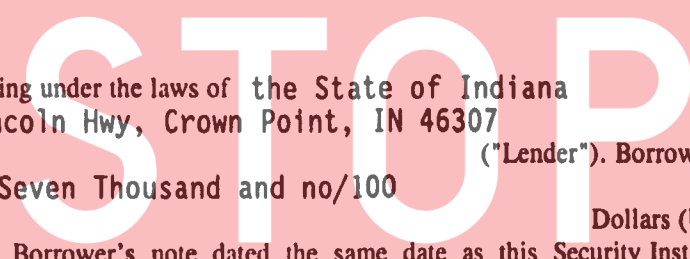 STOP
ing under the laws of the State of Indiana
ncoln Hwy, Crown Point, IN 46307
("Lender"). Borrow
Seven Thousand and no/100
Dollars (
Borrower's note dated the same date as this Security Inst